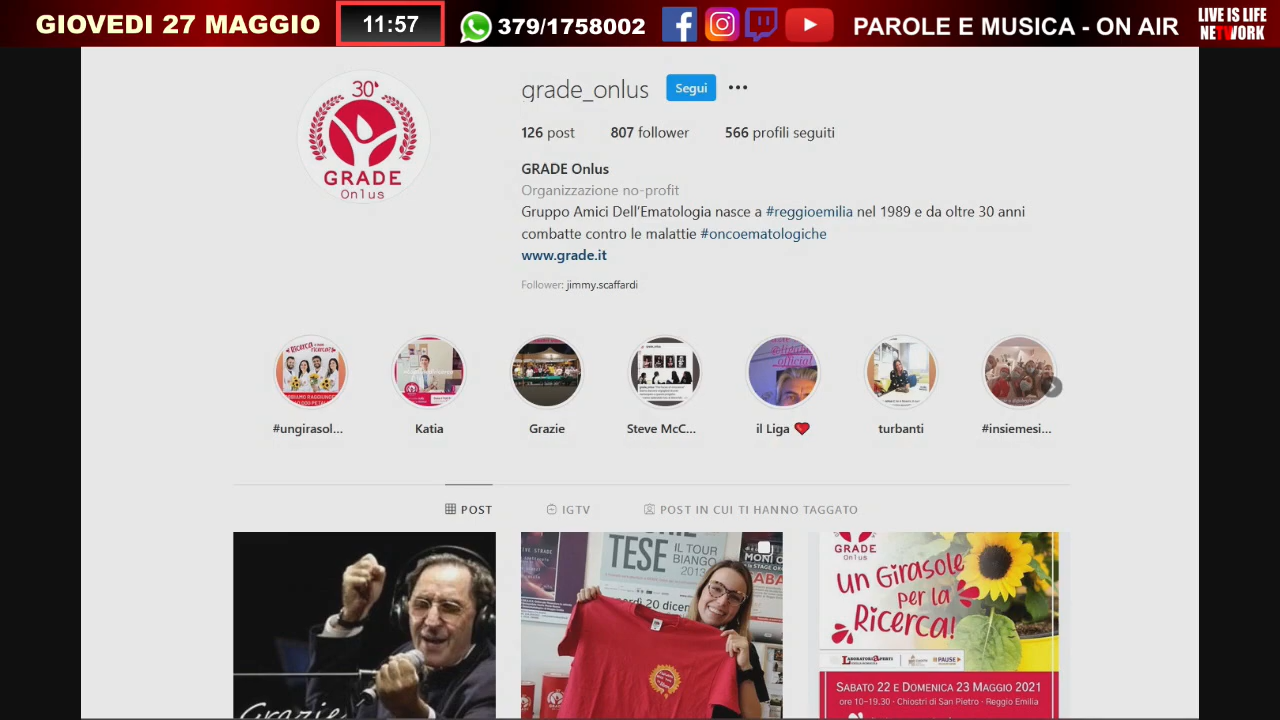 GIOVEDI 27 MAGGIO
11:57
379/1758002
PAROLE E MUSICA - ON AIR
LIVE IS LIFE
NETWORK
30
GRADE
Onlus
grade_onlus
Segui
126 post
807 follower
566 profili seguiti
GRADE Onlus
Organizzazione no-profit
Gruppo Amici Dell'Ematologia nasce a #reggioemilia nel 1989 e da oltre 30 anni
combatte contro le malattie #oncoematologiche
www.grade.it
Follower: jimmy.scaffardi
#ungirasol...
Katia
Grazie
Steve McC...
il Liga
turbanti
#insiemesi...
POST
IGTV
POST IN CUI TI HANNO TAGGATO
Grazie
TESE
IL TOUR
BIANCO
GRADE
Onlus
un Girasole
per la
Ricerca!
PAUSE
SABATO 22 E DOMENICA 23 MAGGIO 2021
ore 10-19.30 · Chiostri di San Pietro · Reggio Emilia